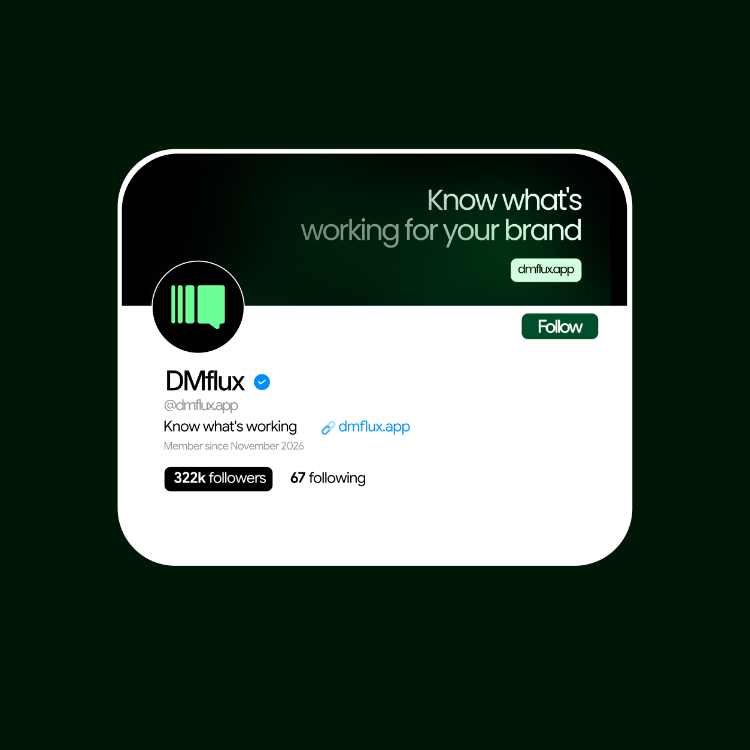 Know what's
working for your brand
dmflux.app
Follow
DMflux
@dmflux.app
Know what's working 🔗 dmflux.app
Member since November 2026
322k followers 67 following